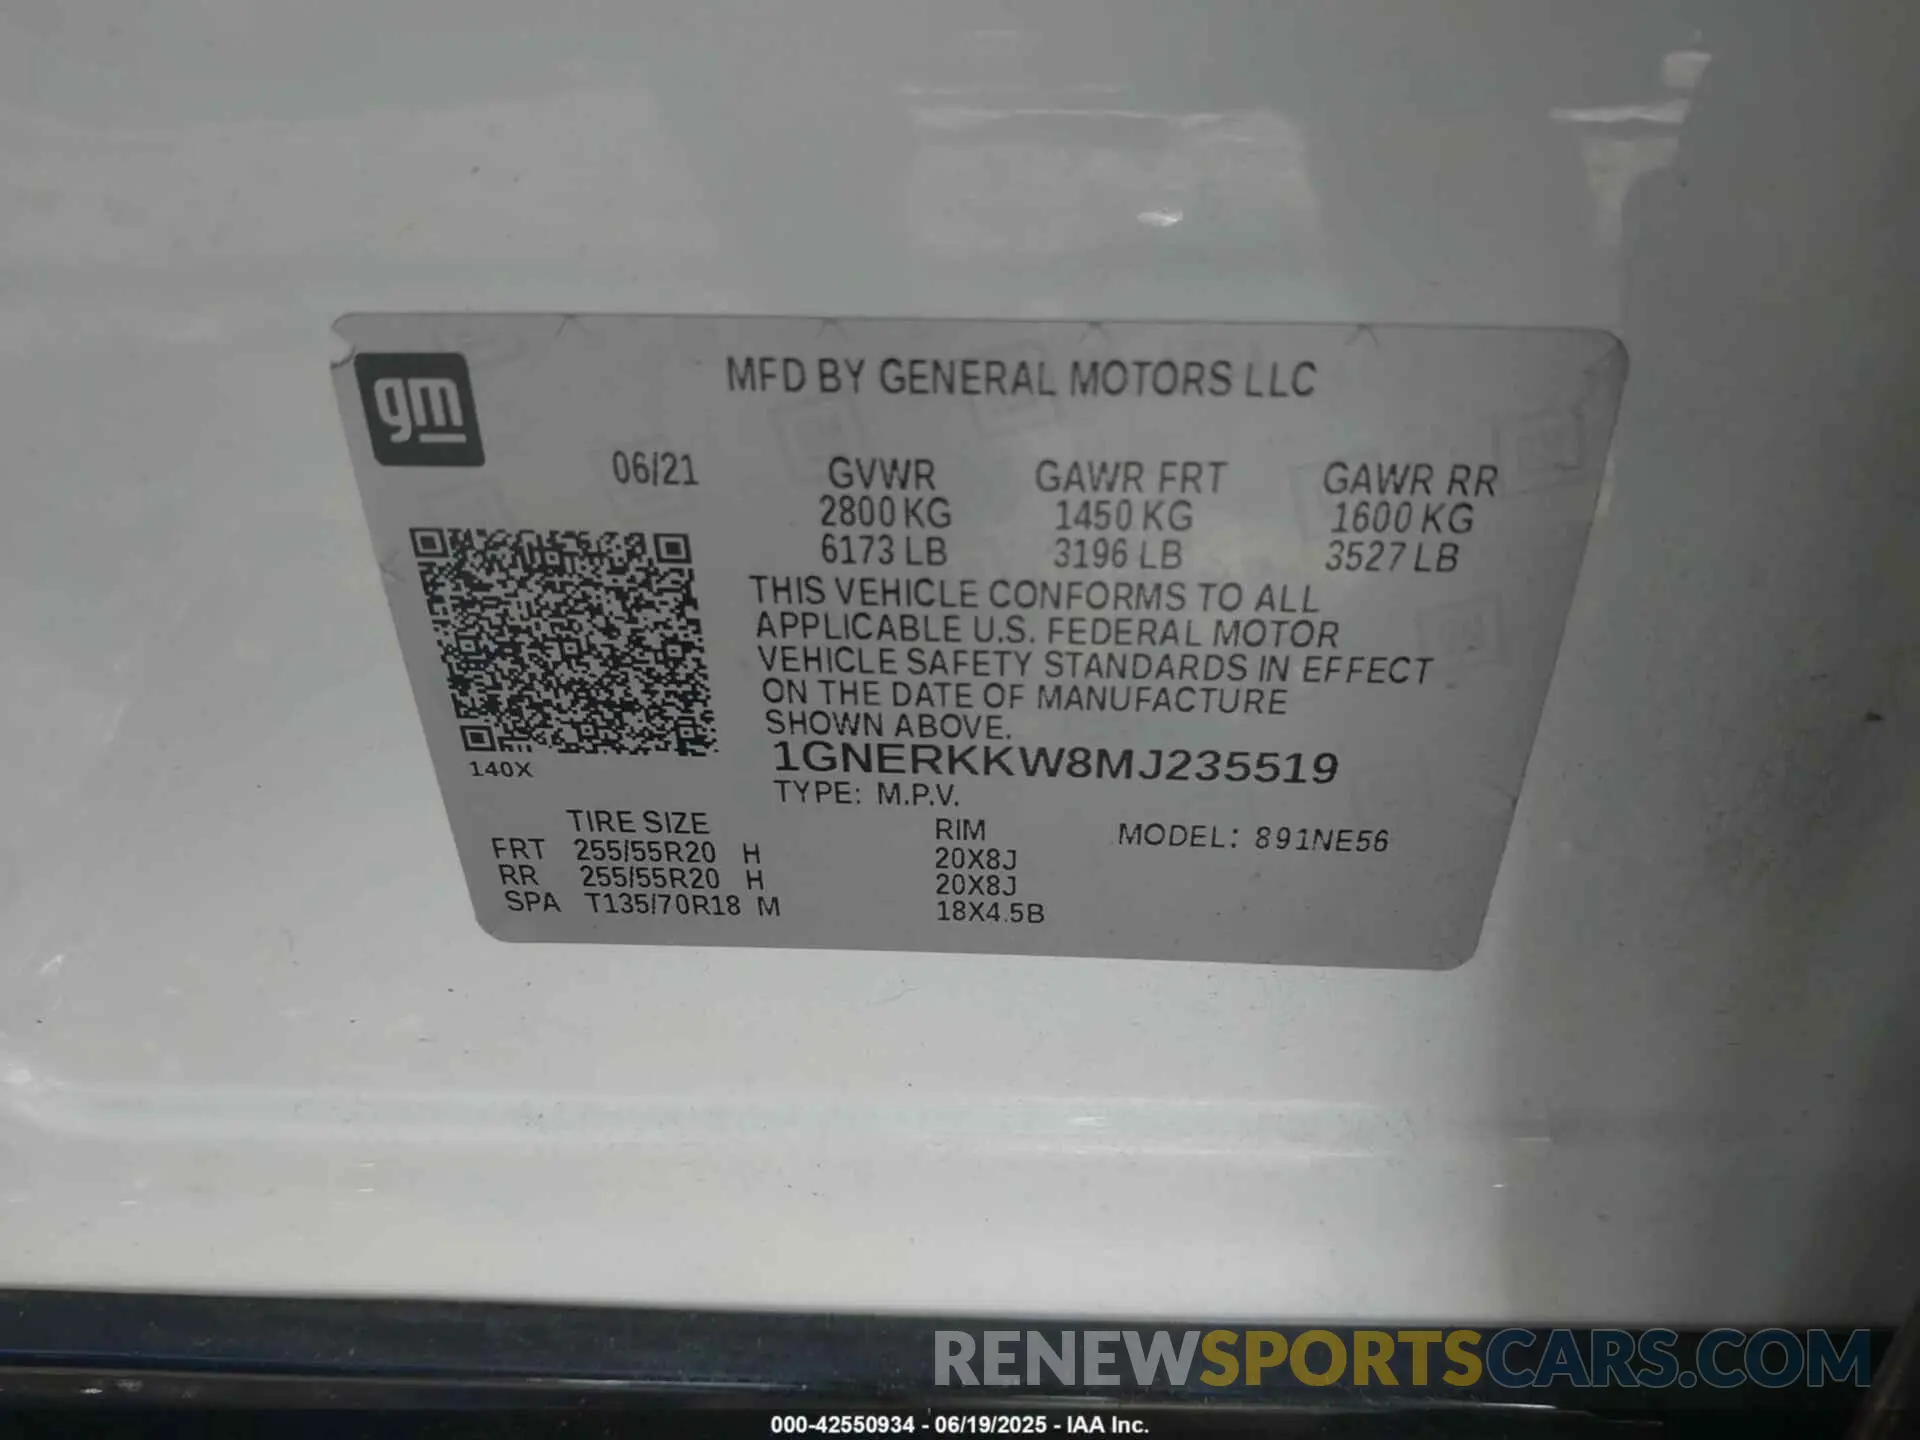 gm
MFD BY GENERAL MOTORS LLC
06/21 GVWR GAWR FRT GAWR RR
2800 KG 1450 KG 1600 KG
6173 LB 3196 LB 3527 LB
THIS VEHICLE CONFORMS TO ALL
APPLICABLE U.S. FEDERAL MOTOR
VEHICLE SAFETY STANDARDS IN EFFECT
ON THE DATE OF MANUFACTURE
SHOWN ABOVE.
1GNERKKW8MJ235519
140X
TYPE: M.P.V.
TIRE SIZE RIM MODEL: 891NE56
FRT 255/55R20 H 20X8J
RR 255/55R20 H 20X8J
SPA T135/70R18 M 18X4.5B
RENEWSPORTSCARS.COM
000-42550934 - 06/19/2025 - IAA Inc.